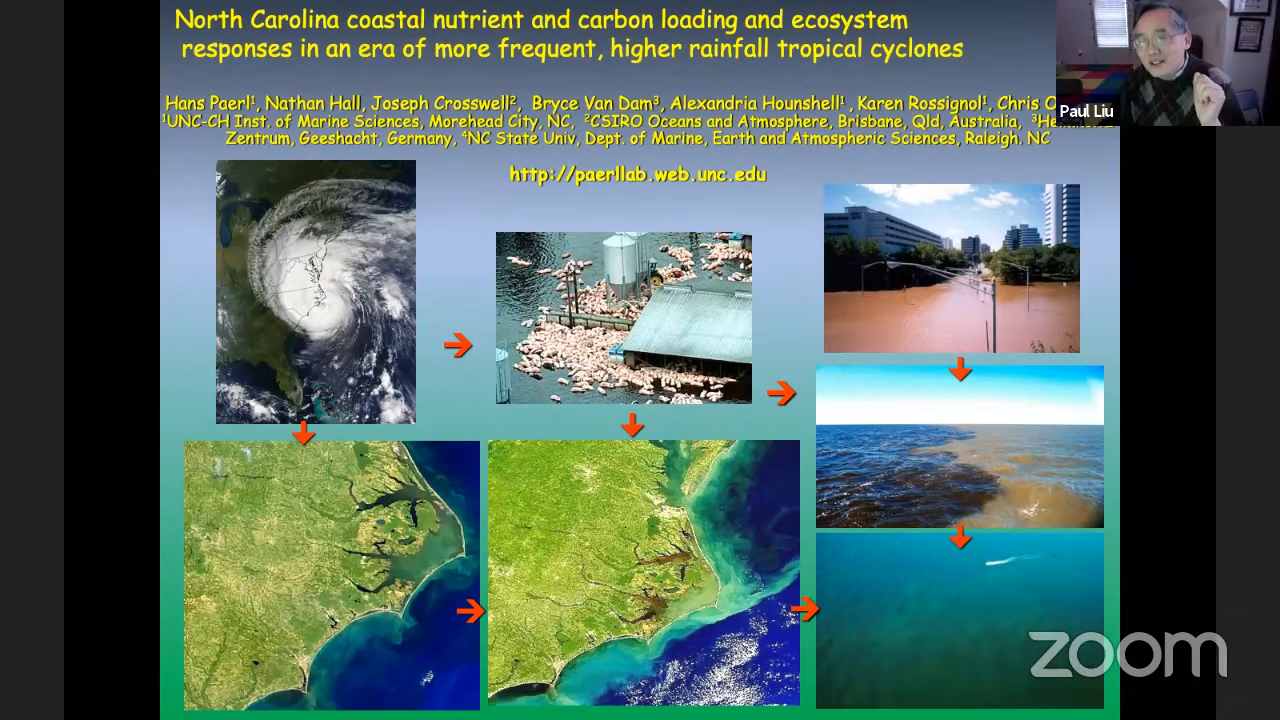 North Carolina coastal nutrient and carbon loading and ecosystem
responses in an era of more frequent, higher rainfall tropical cyclones
Hans Paerl¹, Nathan Hall, Joseph Crosswell², Bryce Van Dam³, Alexandria Hounshell¹, Karen Rossignol¹, Chris
¹UNC-CH Inst. of Marine Sciences, Morehead City, NC, ²CSIRO Oceans and Atmosphere, Brisbane, Qld, Australia,
Zentrum, Geeshacht, Germany, ⁴NC State Univ, Dept. of Marine, Earth and Atmospheric Sciences, Raleigh. NC
http://paerllab.web.unc.edu
Paul Liu
zoom